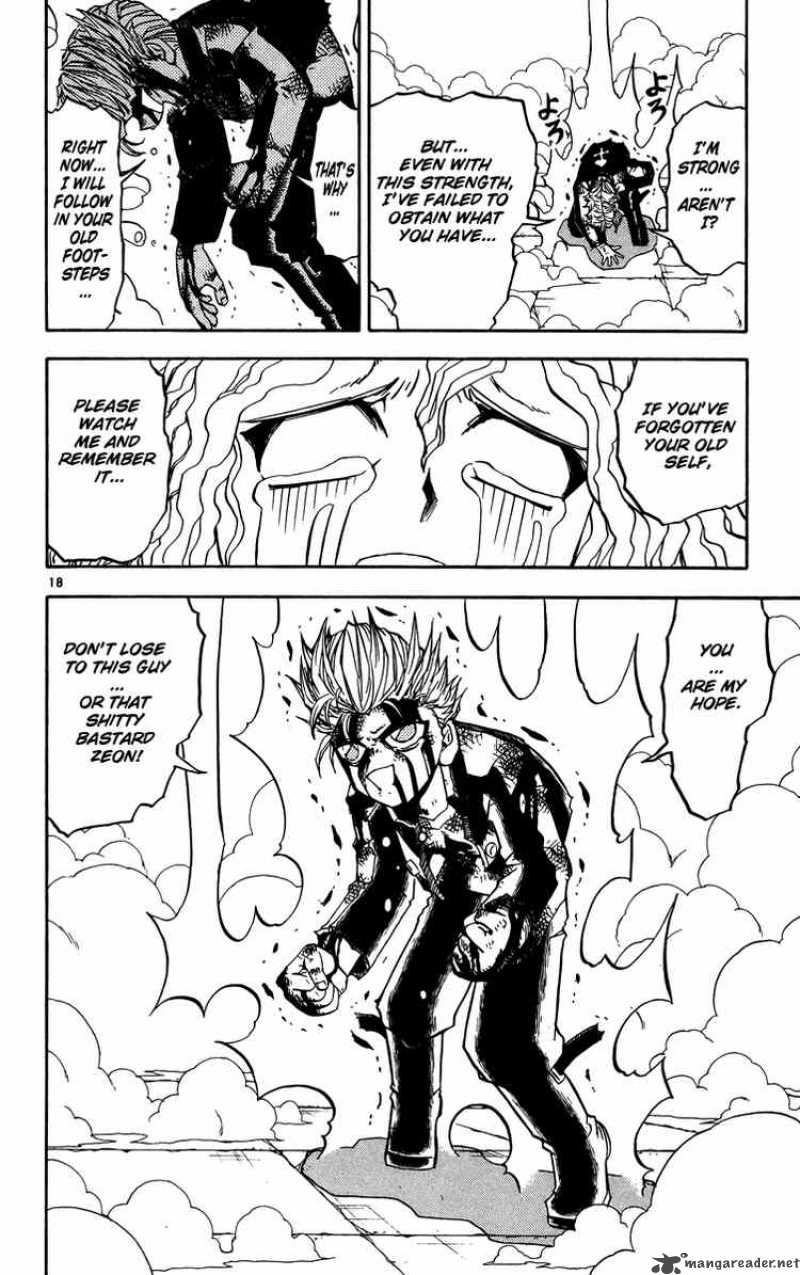 I'M
STRONG
...
AREN'T
I?
よろ
よろ
BUT...
EVEN WITH
THIS STRENGTH,
I'VE FAILED TO
OBTAIN WHAT
YOU HAVE...
THAT'S
WHY
...
RIGHT
NOW...
I WILL
FOLLOW
IN YOUR
OLD
FOOT-
STEPS
...
IF YOU'VE
FORGOTTEN
YOUR OLD
SELF,
PLEASE
WATCH
ME AND
REMEMBER
IT...
18
YOU
...
ARE MY
HOPE.
DON'T LOSE
TO THIS GUY
...
OR THAT
SHITTY
BASTARD
ZEON!
mangareader.net